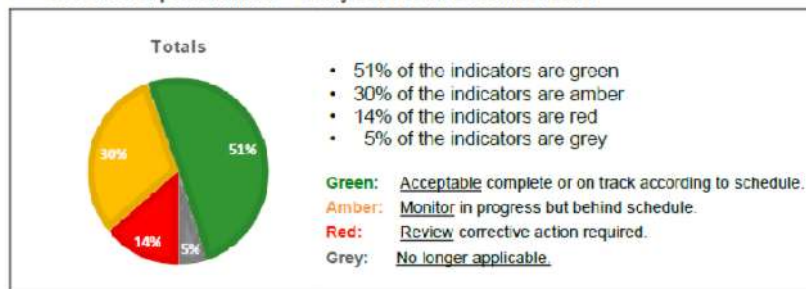 Totals
51%
30%
14%
5%
• 51% of the indicators are green
• 30% of the indicators are amber
• 14% of the indicators are red
• 5% of the indicators are grey
Green: Acceptable complete or on track according to schedule.
Amber: Monitor in progress but behind schedule.
Red: Review corrective action required.
Grey: No longer applicable.